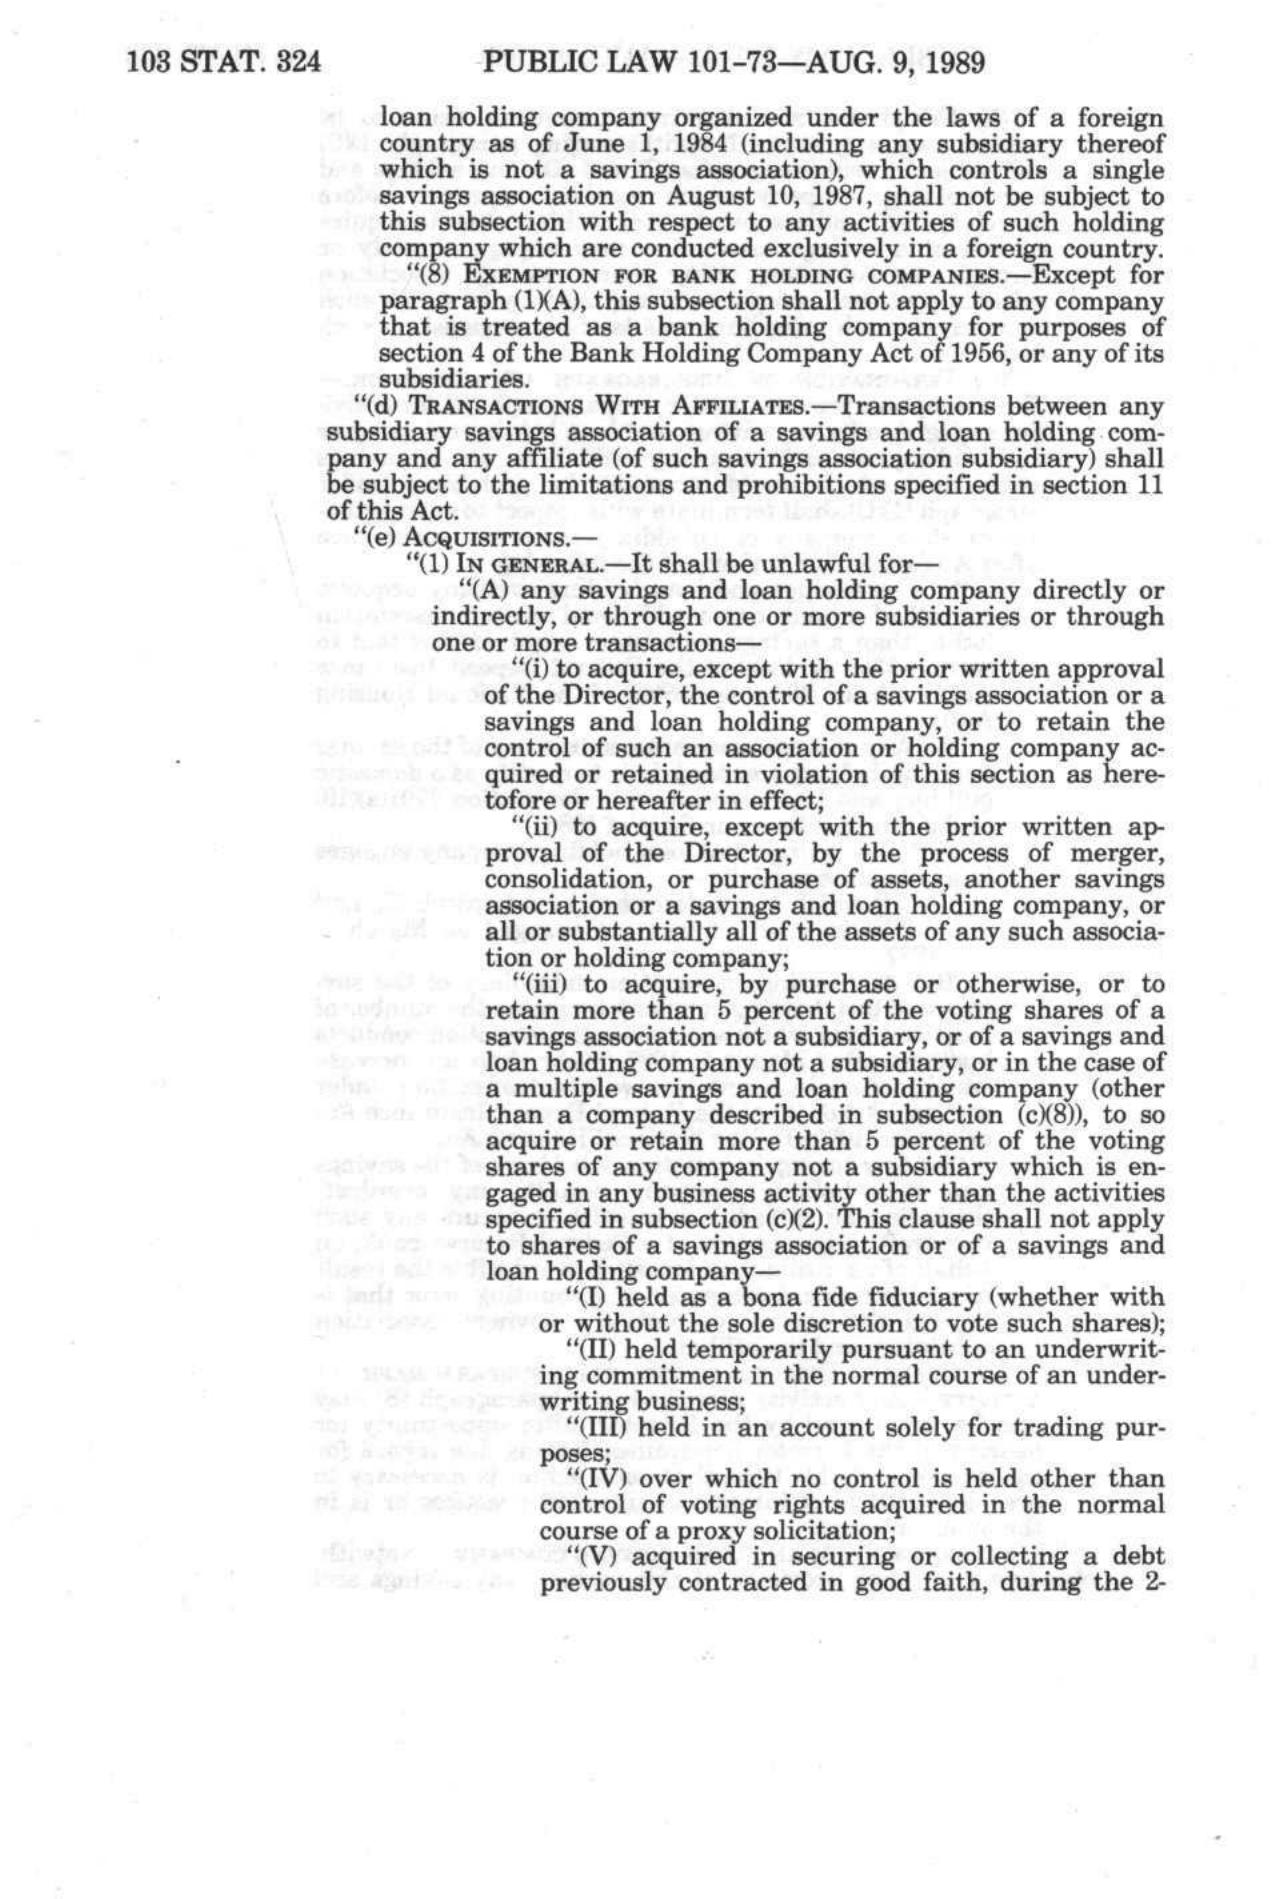 103 STAT. 324 PUBLIC LAW 101-73—AUG. 9, 1989
loan holding company organized under the laws of a foreign
country as of June 1, 1984 (including any subsidiary thereof
which is not a savings association), which controls a single
savings association on August 10, 1987, shall not be subject to
this subsection with respect to any activities of such holding
company which are conducted exclusively in a foreign country.
"(8) EXEMPTION FOR BANK HOLDING COMPANIES.—Except for
paragraph (1)(A), this subsection shall not apply to any company
that is treated as a bank holding company for purposes of
section 4 of the Bank Holding Company Act of 1956, or any of its
subsidiaries.
"(d) TRANSACTIONS WITH AFFILIATES.—Transactions between any
subsidiary savings association of a savings and loan holding com-
pany and any affiliate (of such savings association subsidiary) shall
be subject to the limitations and prohibitions specified in section 11
of this Act.
"(e) ACQUISITIONS.—
"(1) IN GENERAL.—It shall be unlawful for—
"(A) any savings and loan holding company directly or
indirectly, or through one or more subsidiaries or through
one or more transactions—
"(i) to acquire, except with the prior written approval
of the Director, the control of a savings association or a
savings and loan holding company, or to retain the
control of such an association or holding company ac-
quired or retained in violation of this section as here-
tofore or hereafter in effect;
"(ii) to acquire, except with the prior written ap-
proval of the Director, by the process of merger,
consolidation, or purchase of assets, another savings
association or a savings and loan holding company, or
all or substantially all of the assets of any such associa-
tion or holding company;
"(iii) to acquire, by purchase or otherwise, or to
retain more than 5 percent of the voting shares of a
savings association not a subsidiary, or of a savings and
loan holding company not a subsidiary, or in the case of
a multiple savings and loan holding company (other
than a company described in subsection (c)(8)), to so
acquire or retain more than 5 percent of the voting
shares of any company not a subsidiary which is en-
gaged in any business activity other than the activities
specified in subsection (c)(2). This clause shall not apply
to shares of a savings association or of a savings and
loan holding company—
"(I) held as a bona fide fiduciary (whether with
or without the sole discretion to vote such shares);
"(II) held temporarily pursuant to an underwrit-
ing commitment in the normal course of an under-
writing business;
"(III) held in an account solely for trading pur-
poses;
"(IV) over which no control is held other than
control of voting rights acquired in the normal
course of a proxy solicitation;
"(V) acquired in securing or collecting a debt
previously contracted in good faith, during the 2-